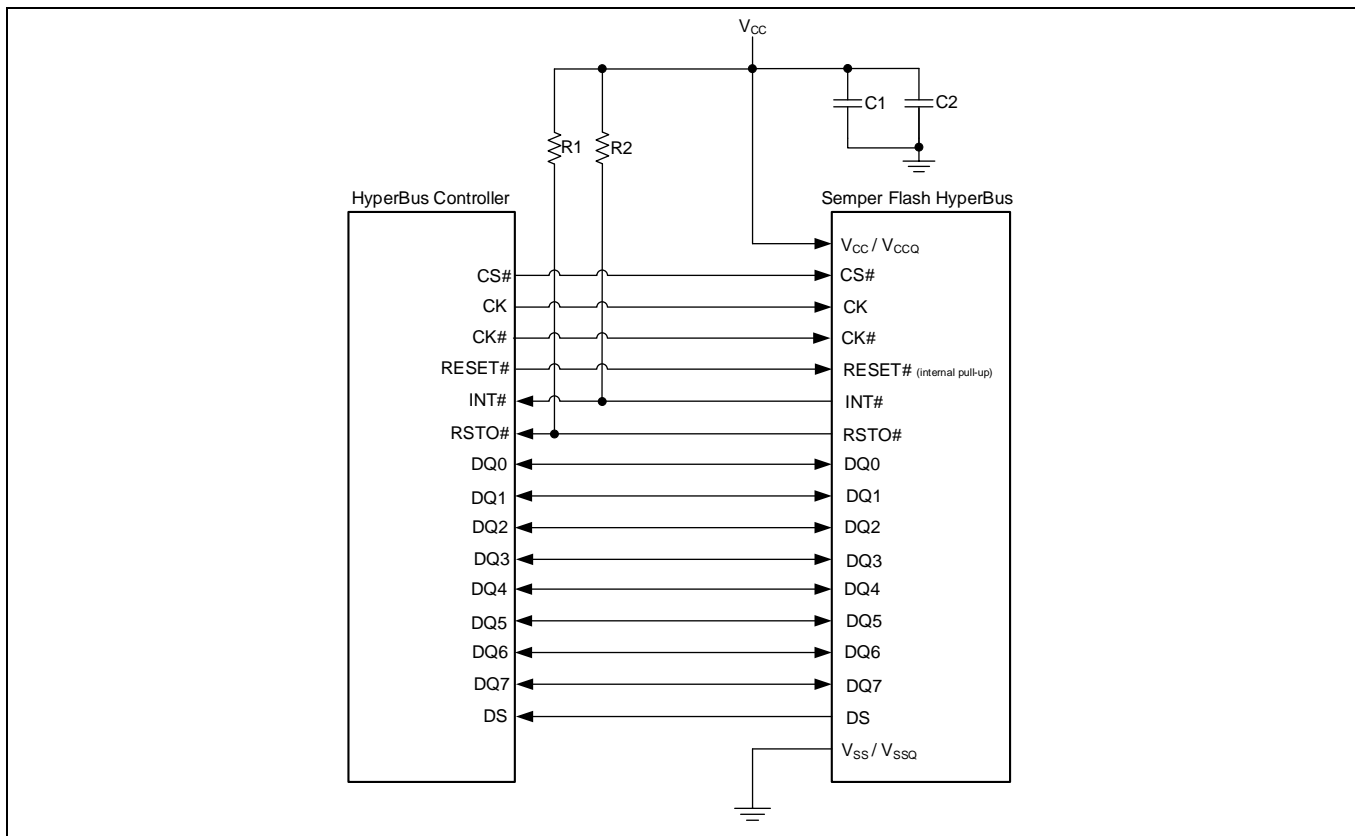 VCC
C1
C2
R1
R2
HyperBus Controller
Semper Flash HyperBus
VCC / VCCQ
CS#
CS#
CK
CK
CK#
CK#
RESET#
RESET# (internal pull-up)
INT#
INT#
RSTO#
RSTO#
DQ0
DQ0
DQ1
DQ1
DQ2
DQ2
DQ3
DQ3
DQ4
DQ4
DQ5
DQ5
DQ6
DQ6
DQ7
DQ7
DS
DS
VSS / VSSQ